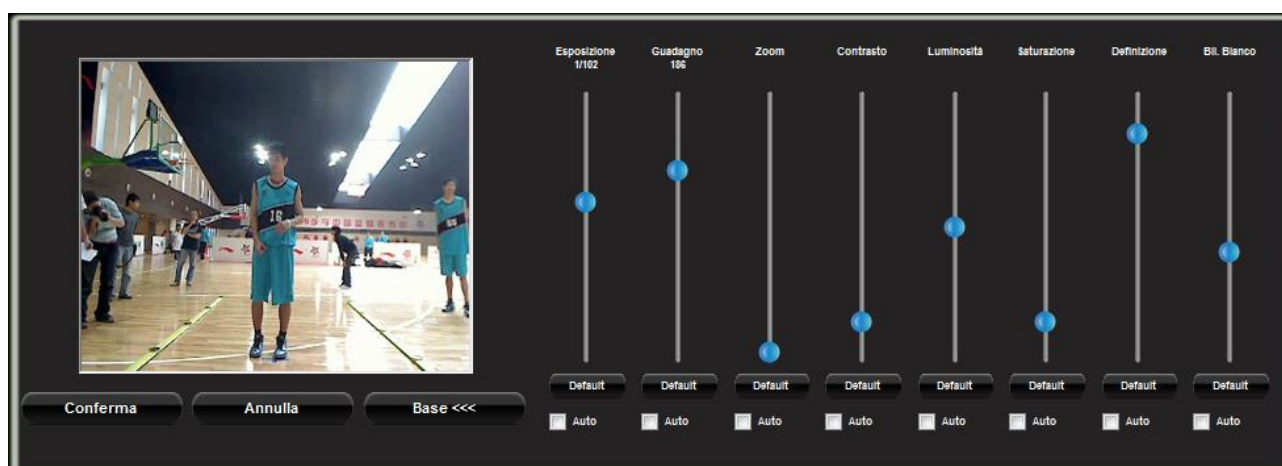 Esposizione
1/102
Guadagno
186
Zoom
Contrasto
Luminosità
Saturazione
Definizione
Bil. Bianco
16
Default
Default
Default
Default
Default
Default
Default
Default
Conferma
Annulla
Base <<<
Auto
Auto
Auto
Auto
Auto
Auto
Auto
Auto